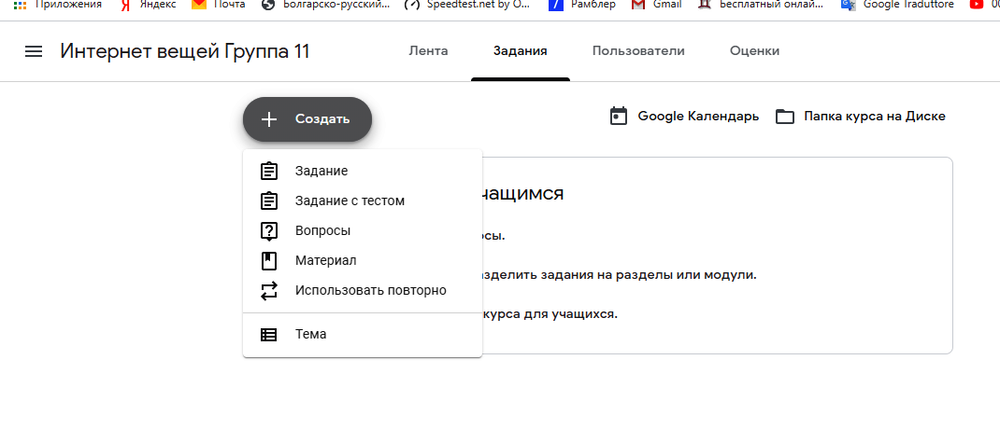 Приложения Яндекс Почта Болгарско-русский... Speedtest.net by O... Рамблер Gmail Бесплатный онлай... Google Traduttore
Интернет вещей Группа 11 Лента Задания Пользователи Оценки
Создать Google Календарь Папка курса на Диске
Задание
Задание с тестом
Вопросы
Материал
Использовать повторно
Тема
чащимся
осы.
азделить задания на разделы или модули.
курса для учащихся.